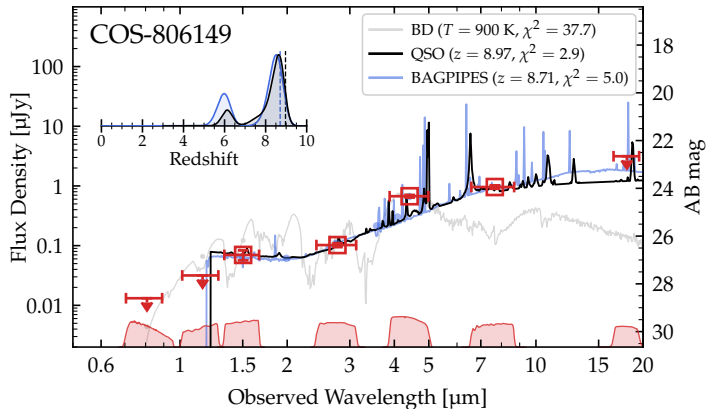 COS-806149
BD (T = 900 K, χ² = 37.7)
QSO (z = 8.97, χ² = 2.9)
BAGPIPES (z = 8.71, χ² = 5.0)
0 2 4 6 8 10
Redshift
100
10
1
0.1
0.01
Flux Density [μJy]
18
20
22
24
26
28
30
AB mag
0.6 1 1.5 2 3 4 5 6 7 8 10 15 20
Observed Wavelength [μm]